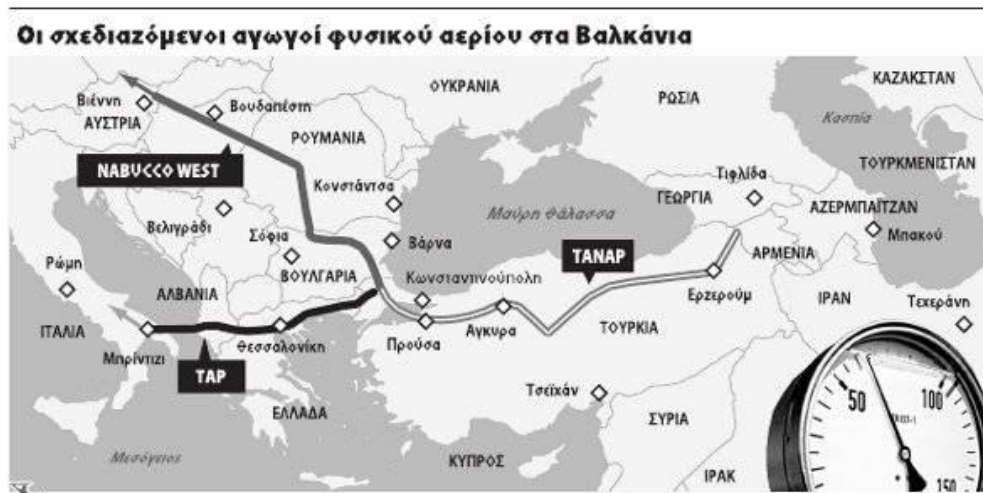 Οι σχεδιαζόμενοι αγωγοί φυσικού αερίου στα Βαλκάνια
ΟΥΚΡΑΝΙΑ
ΡΩΣΙΑ
ΚΑΖΑΚΣΤΑΝ
Βιέννη
ΑΥΣΤΡΙΑ
Βουδαπέστη
ΡΟΥΜΑΝΙΑ
Κασπία
ΤΟΥΡΚΜΕΝΙΣΤΑΝ
NABUCCO WEST
Κονστάντσα
Τιφλίδα
ΓΕΩΡΓΙΑ
ΑΖΕΡΜΠΑΪΤΖΑΝ
Μαύρη Θάλασσα
Βελιγράδι
Σόφια
Βάρνα
ΑΡΜΕΝΙΑ
Μπακού
Ρώμη
ΒΟΥΛΓΑΡΙΑ
Κωνσταντινούπολη
TANAP
ΑΛΒΑΝΙΑ
Ερζερούμ
ΙΡΑΝ
Τεχεράνη
ΙΤΑΛΙΑ
Θεσσαλονίκη
Προύσα
Αγκυρα
ΤΟΥΡΚΙΑ
Μπρίντιζι
TAP
ΕΛΛΑΔΑ
Τσεϊχάν
ΣΥΡΙΑ
50
100
150
Μεσόγειος
ΚΥΠΡΟΣ
ΙΡΑΚ